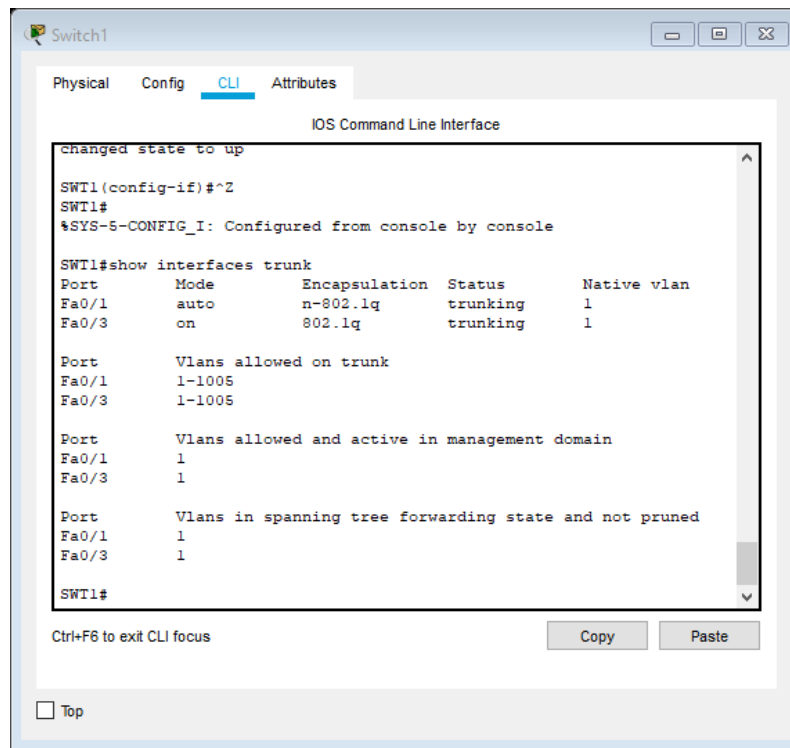 Switch1
Physical Config CLI Attributes
IOS Command Line Interface
changed state to up
SWT1(config-if)#^Z
SWT1#
%SYS-5-CONFIG_I: Configured from console by console
SWT1#show interfaces trunk
Port Mode Encapsulation Status Native vlan
Fa0/1 auto n-802.1q trunking 1
Fa0/3 on 802.1q trunking 1
Port Vlans allowed on trunk
Fa0/1 1-1005
Fa0/3 1-1005
Port Vlans allowed and active in management domain
Fa0/1 1
Fa0/3 1
Port Vlans in spanning tree forwarding state and not pruned
Fa0/1 1
Fa0/3 1
SWT1#
Ctrl+F6 to exit CLI focus Copy Paste
Top